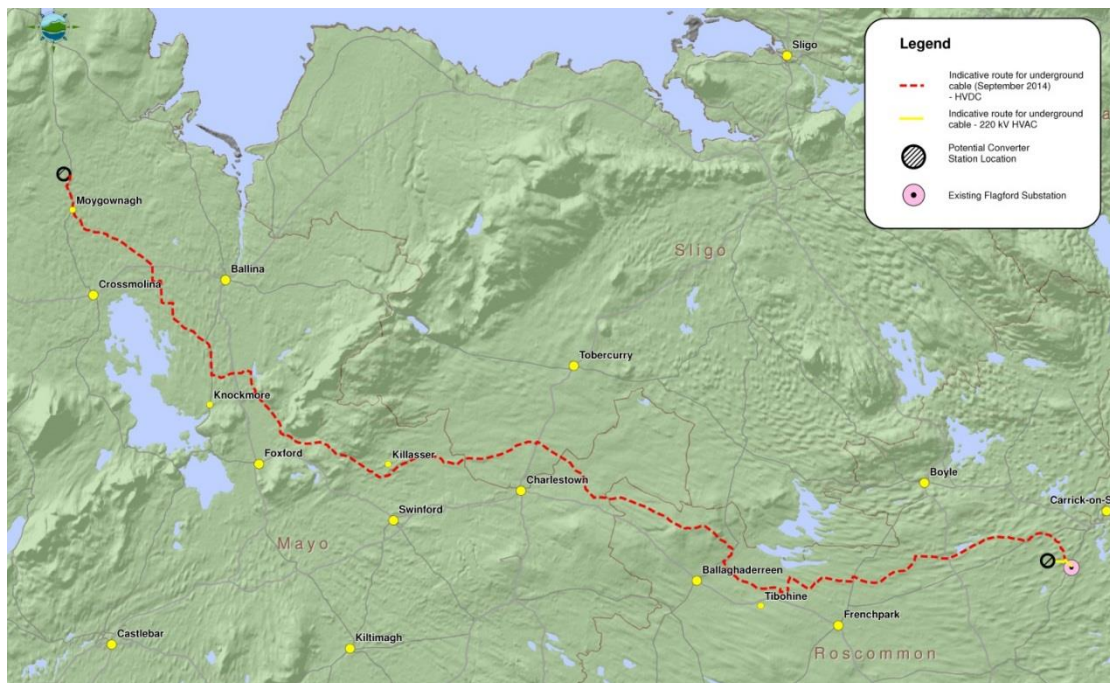 Sligo
Legend
Indicative route for underground
cable (September 2014)
- HVDC
Indicative route for underground
cable - 220 kV HVAC
Potential Converter
Station Location
Existing Flagford Substation
Moygownagh
Ballina
Crossmolina
Sligo
Tobercurry
Knockmore
Foxford
Killasser
Charlestown
Boyle
Carrick-on-S
Swinford
Mayo
Ballaghaderreen
Tibohine
Frenchpark
Castlebar
Kiltimagh
Roscommon